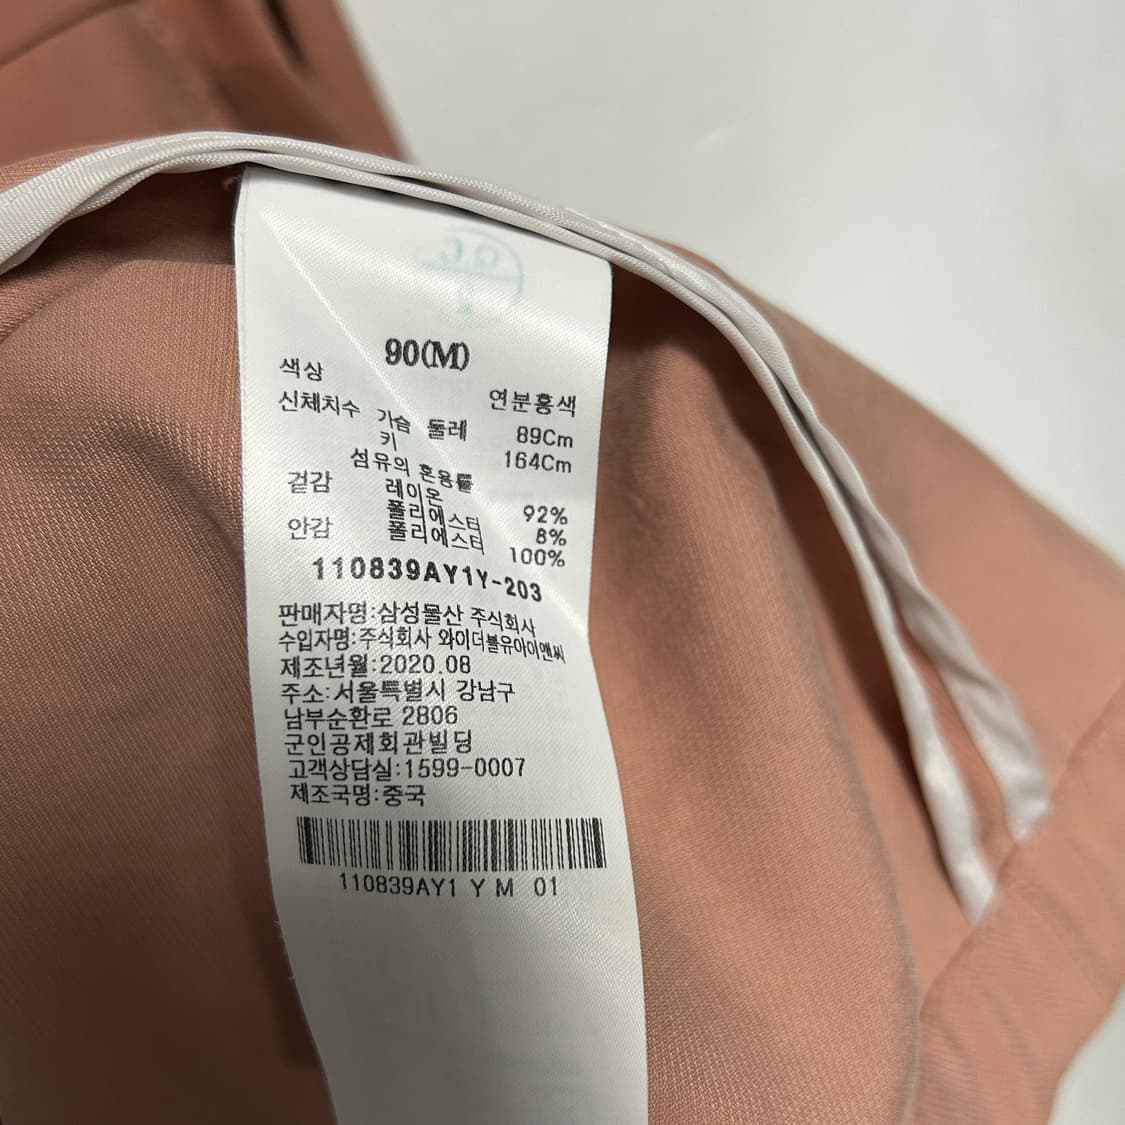 90(M)
색상 연분홍색
신체치수 가슴 둘레 89Cm
키 164Cm
섬유의 혼용률
겉감 레이온 92%
폴리에스터 8%
안감 폴리에스터 100%
110839AY1Y-203
판매자명:삼성물산 주식회사
수입자명:주식회사 와이더블유아이앤씨
제조년월:2020.08
주소:서울특별시 강남구
남부순환로 2806
군인공제회관빌딩
고객상담실:1599-0007
제조국명:중국
110839AY1 Y M 01